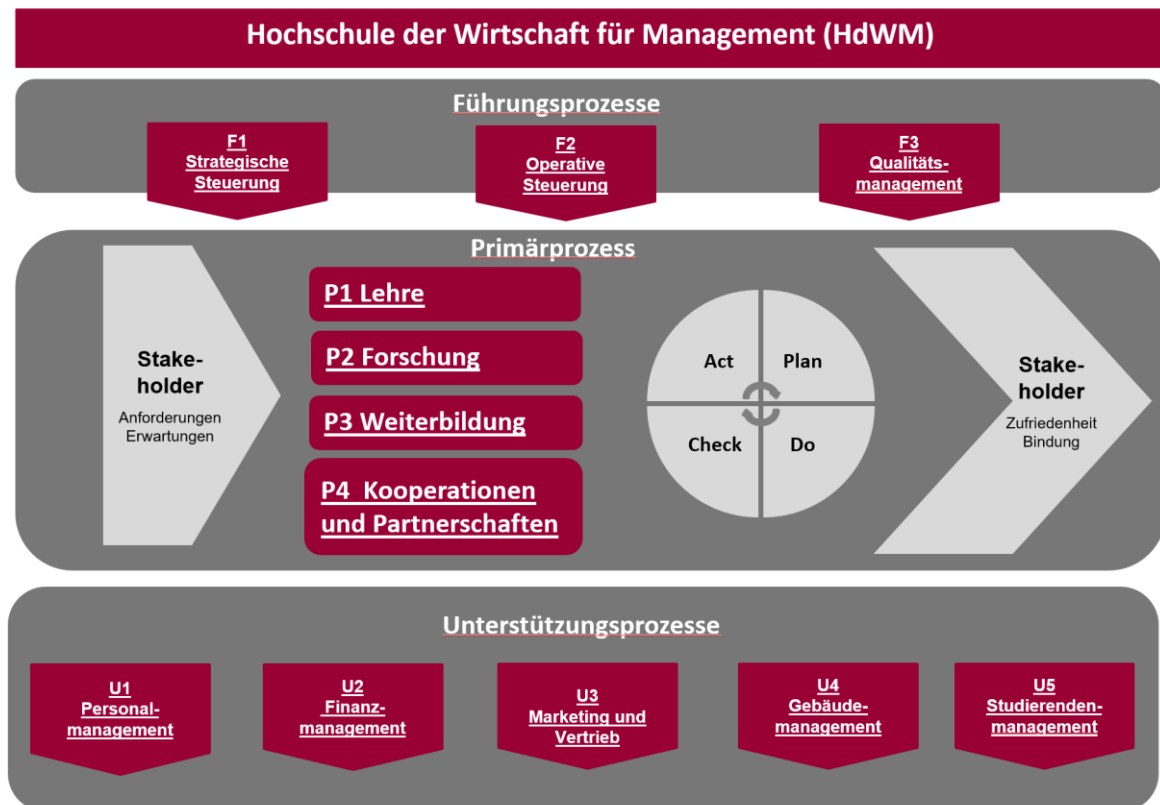 Hochschule der Wirtschaft für Management (HdWM)
Führungsprozesse
F1
Strategische
Steuerung
F2
Operative
Steuerung
F3
Qualitäts-
management
Primärprozess
Stake-
holder
Anforderungen
Erwartungen
P1 Lehre
P2 Forschung
P3 Weiterbildung
P4 Kooperationen
und Partnerschaften
Act
Plan
Check
Do
Stake-
holder
Zufriedenheit
Bindung
Unterstützungsprozesse
U1
Personal-
management
U2
Finanz-
management
U3
Marketing und
Vertrieb
U4
Gebäude-
management
U5
Studierenden-
management